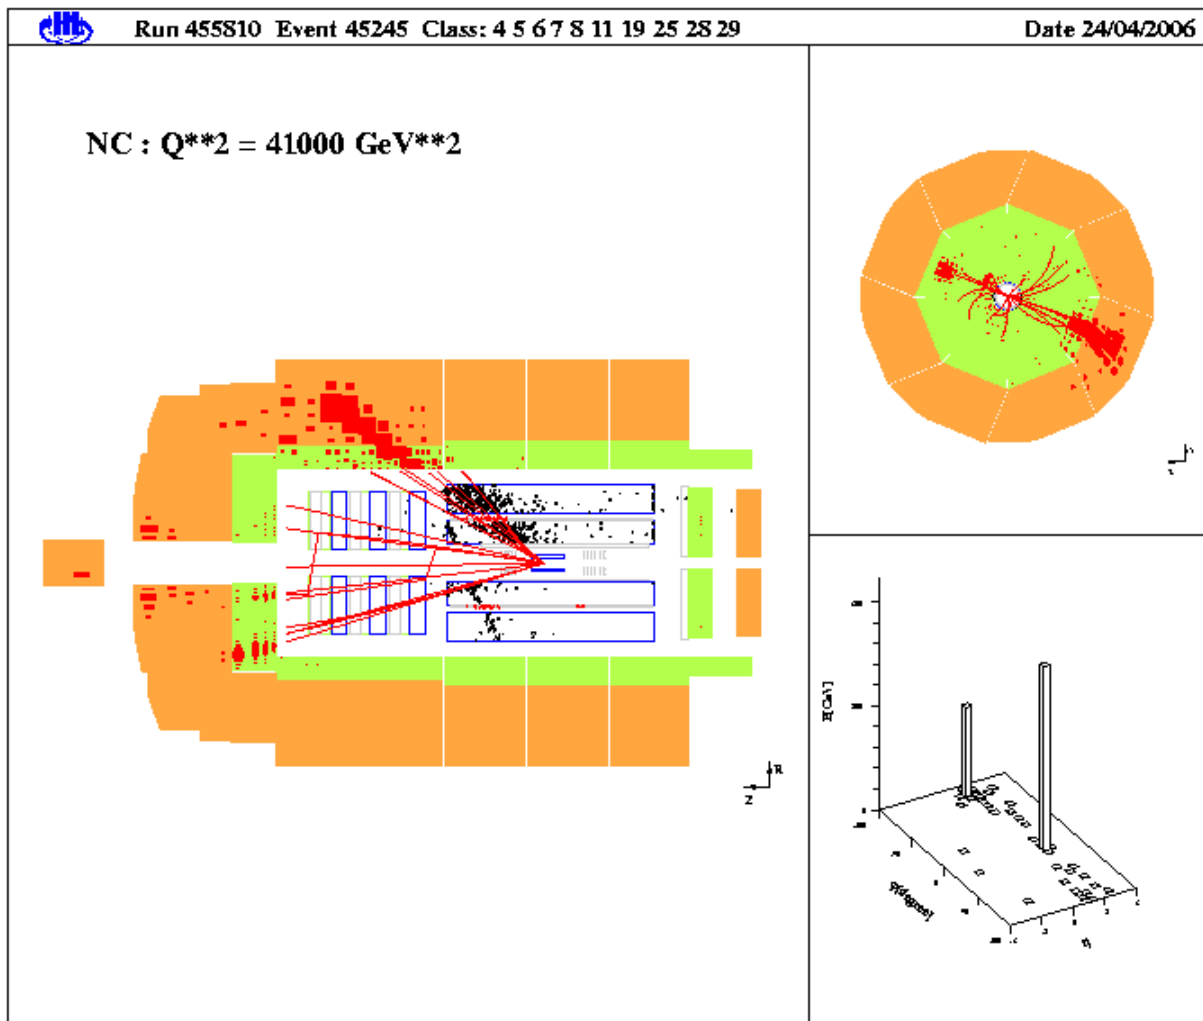 Run 455810 Event 45245 Class: 4 5 6 7 8 11 19 25 28 29 Date 24/04/2006
NC : Q**2 = 41000 GeV**2
R
Z
E[GeV]